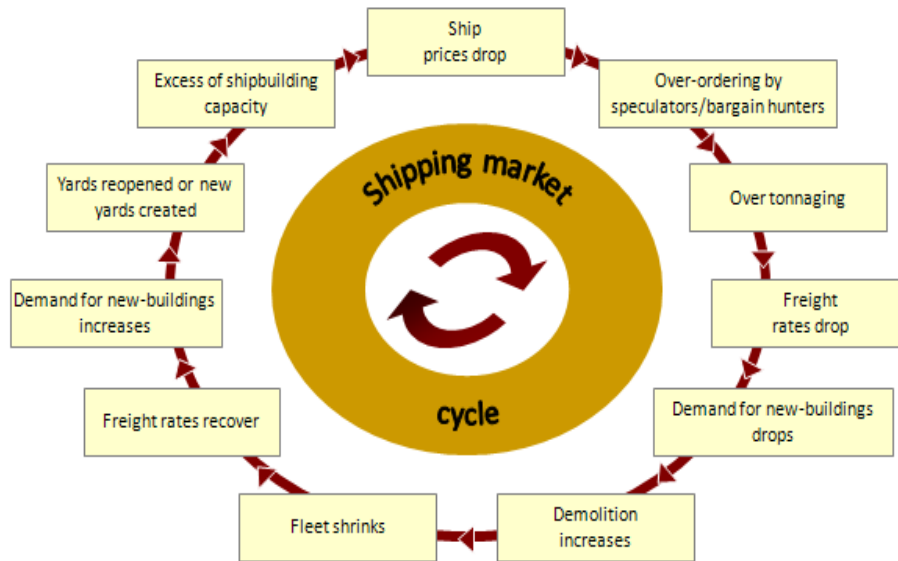 Ship
prices drop
Over-ordering by
speculators/bargain hunters
Over tonnaging
Freight
rates drop
Demand for new-buildings
drops
Demolition
increases
Fleet shrinks
Freight rates recover
Demand for new-buildings
increases
Yards reopened or new
yards created
Excess of shipbuilding
capacity
Shipping market
cycle